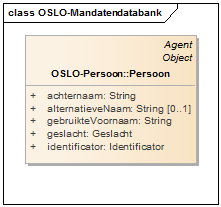 class OSLO-Mandatendatabank
Agent
Object
OSLO-Persoon::Persoon
+ achternaam: String
+ alternatieveNaam: String [0..1]
+ gebruikteVoornaam: String
+ geslacht: Geslacht
+ identificator: Identificator